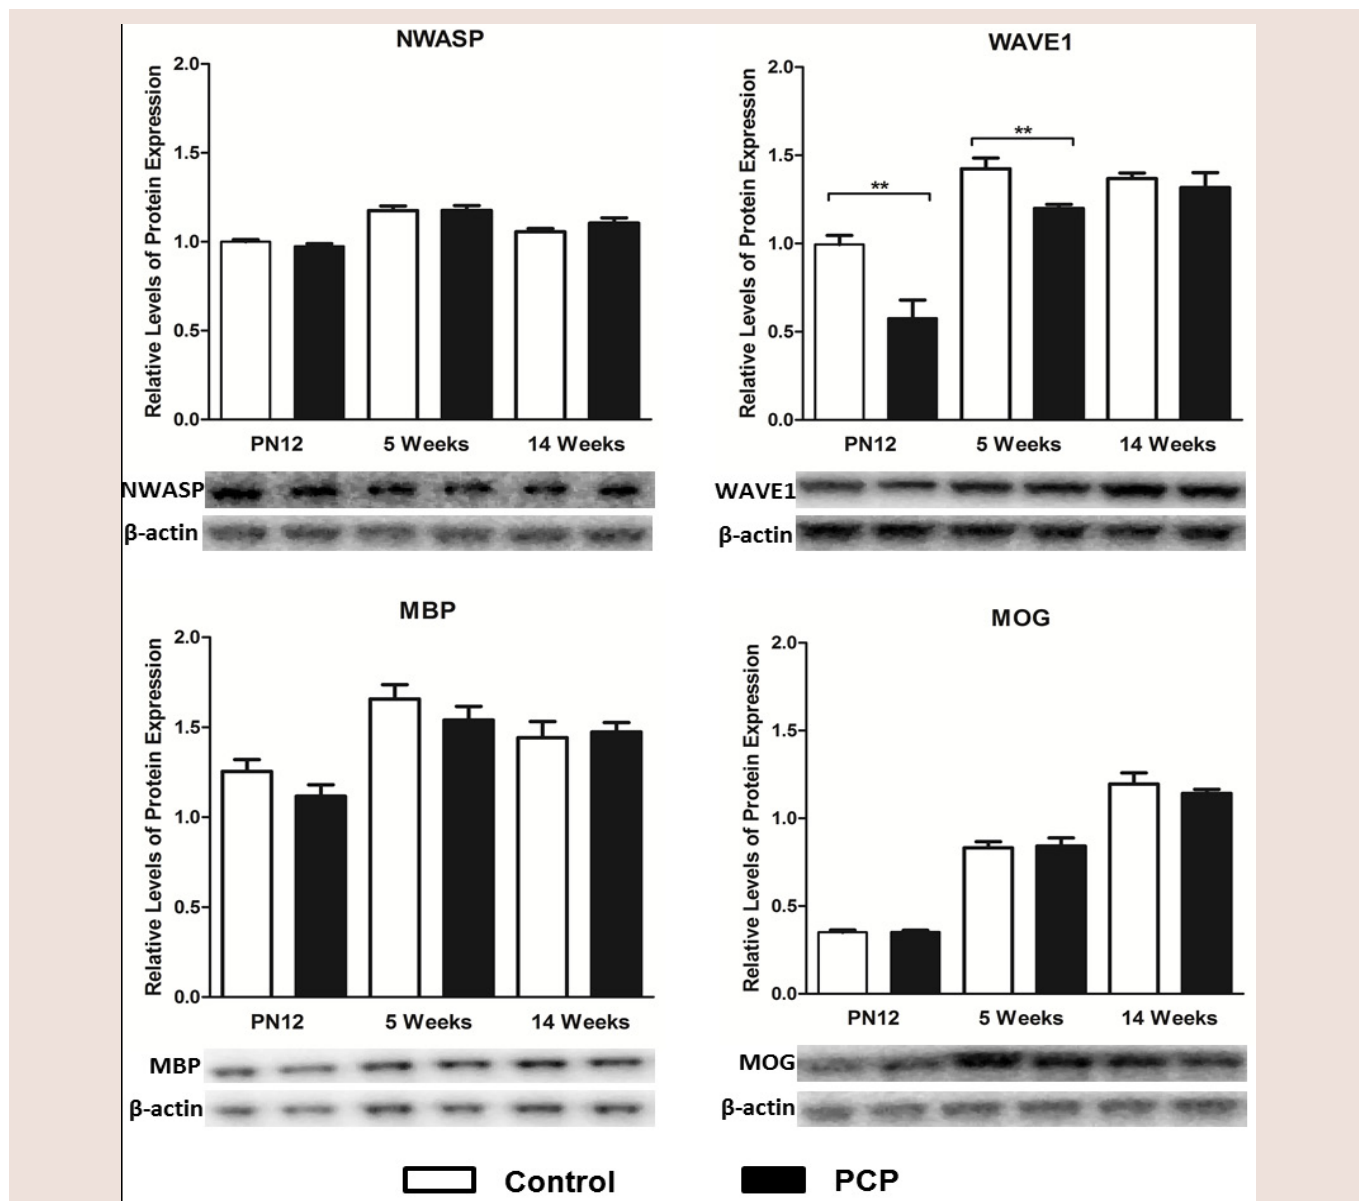 NWASP
Relative Levels of Protein Expression
2.0
1.5
1.0
0.5
0.0
PN12 5 Weeks 14 Weeks
NWASP
β-actin
WAVE1
Relative Levels of Protein Expression
2.0
1.5
1.0
0.5
0.0
**
**
PN12 5 Weeks 14 Weeks
WAVE1
β-actin
MBP
Relative Levels of Protein Expression
2.0
1.5
1.0
0.5
0.0
PN12 5 Weeks 14 Weeks
MBP
β-actin
MOG
Relative Levels of Protein Expression
2.0
1.5
1.0
0.5
0.0
PN12 5 Weeks 14 Weeks
MOG
β-actin
Control PCP